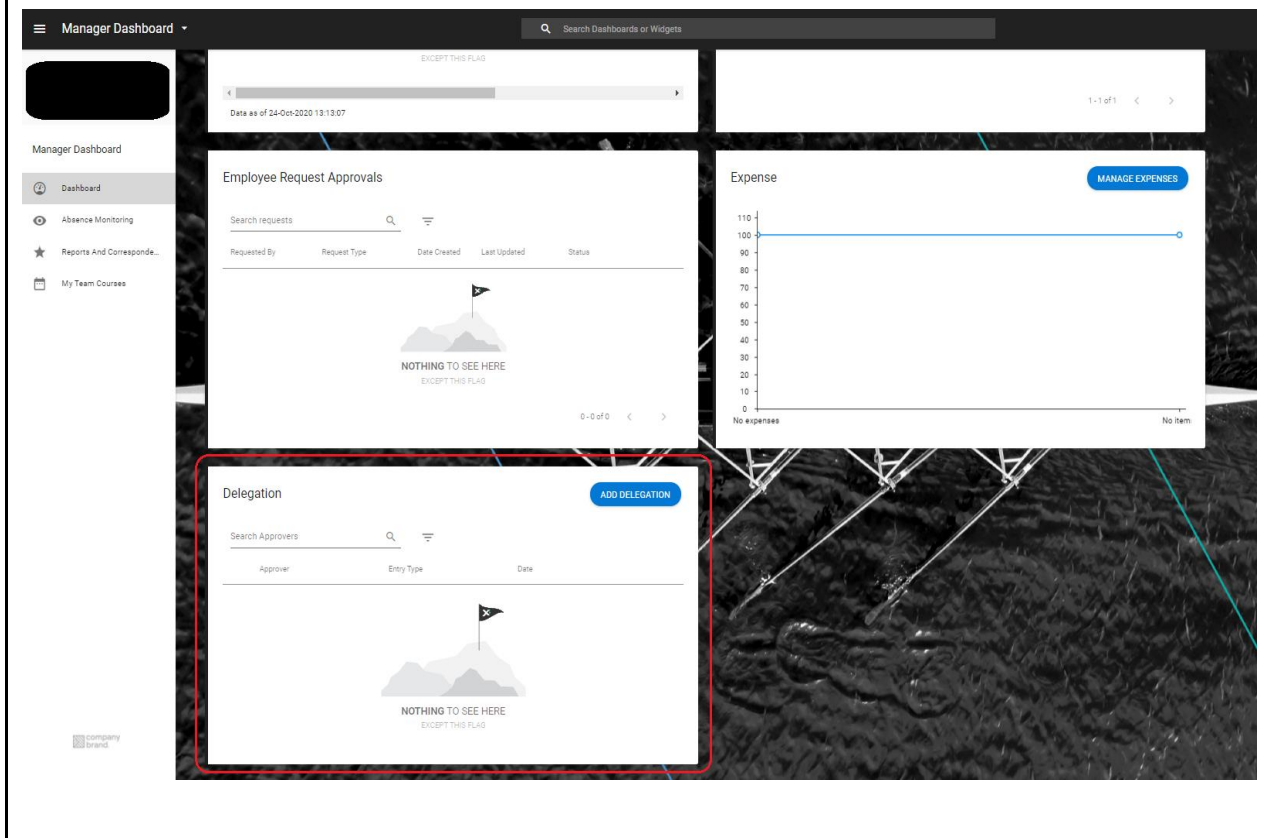 Manager Dashboard
Search Dashboards or Widgets
EXCEPT THIS FLAG
Data as of 24-Oct-2020 13:13:07
1 - 1 of 1
Manager Dashboard
Dashboard
Absence Monitoring
Reports And Corresponde...
My Team Courses
Employee Request Approvals
Search requests
Requested By Request Type Date Created Last Updated Status
NOTHING TO SEE HERE
EXCEPT THIS FLAG
0 - 0 of 0
Expense
MANAGE EXPENSES
110
100
90
80
70
60
50
40
30
20
10
0
No expenses
No item
Delegation
ADD DELEGATION
Search Approvers
Approver Entry Type Date
NOTHING TO SEE HERE
EXCEPT THIS FLAG
company
brand